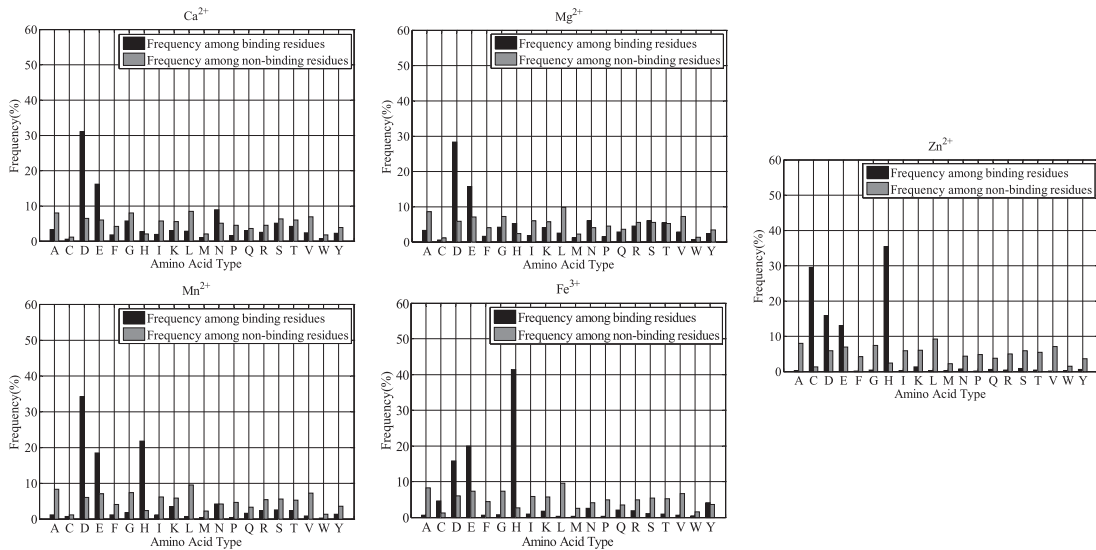 Ca2+
60
50
40
30
20
10
0
Frequency(%)
Frequency among binding residues
Frequency among non-binding residues
A C D E F G H I K L M N P Q R S T V W Y
Amino Acid Type
Mg2+
60
50
40
30
20
10
0
Frequency(%)
Frequency among binding residues
Frequency among non-binding residues
A C D E F G H I K L M N P Q R S T V W Y
Amino Acid Type
Zn2+
60
50
40
30
20
10
0
Frequency(%)
Frequency among binding residues
Frequency among non-binding residues
A C D E F G H I K L M N P Q R S T V W Y
Amino Acid Type
Mn2+
60
50
40
30
20
10
0
Frequency(%)
Frequency among binding residues
Frequency among non-binding residues
A C D E F G H I K L M N P Q R S T V W Y
Amino Acid Type
Fe3+
60
50
40
30
20
10
0
Frequency(%)
Frequency among binding residues
Frequency among non-binding residues
A C D E F G H I K L M N P Q R S T V W Y
Amino Acid Type